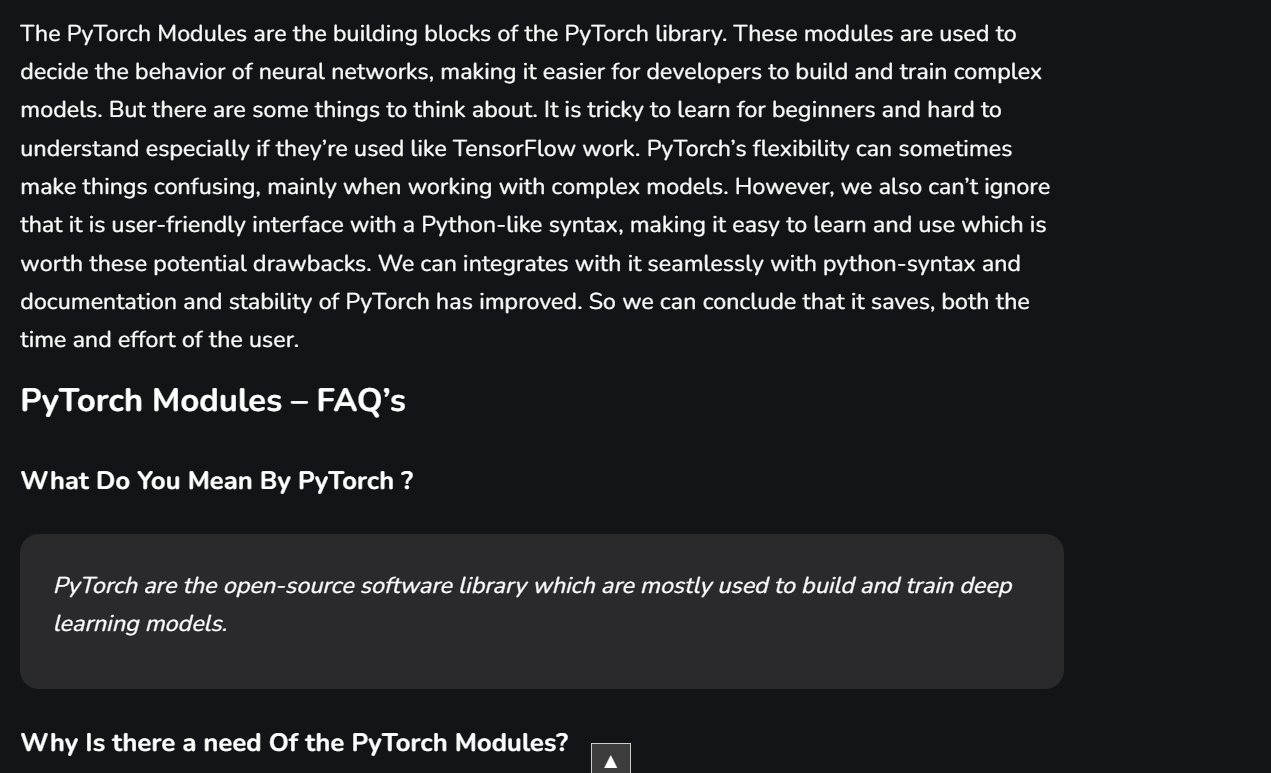 The PyTorch Modules are the building blocks of the PyTorch library. These modules are used to
decide the behavior of neural networks, making it easier for developers to build and train complex
models. But there are some things to think about. It is tricky to learn for beginners and hard to
understand especially if they’re used like TensorFlow work. PyTorch’s flexibility can sometimes
make things confusing, mainly when working with complex models. However, we also can’t ignore
that it is user-friendly interface with a Python-like syntax, making it easy to learn and use which is
worth these potential drawbacks. We can integrates with it seamlessly with python-syntax and
documentation and stability of PyTorch has improved. So we can conclude that it saves, both the
time and effort of the user.
PyTorch Modules – FAQ’s
What Do You Mean By PyTorch ?
PyTorch are the open-source software library which are mostly used to build and train deep
learning models.
Why Is there a need Of the PyTorch Modules?